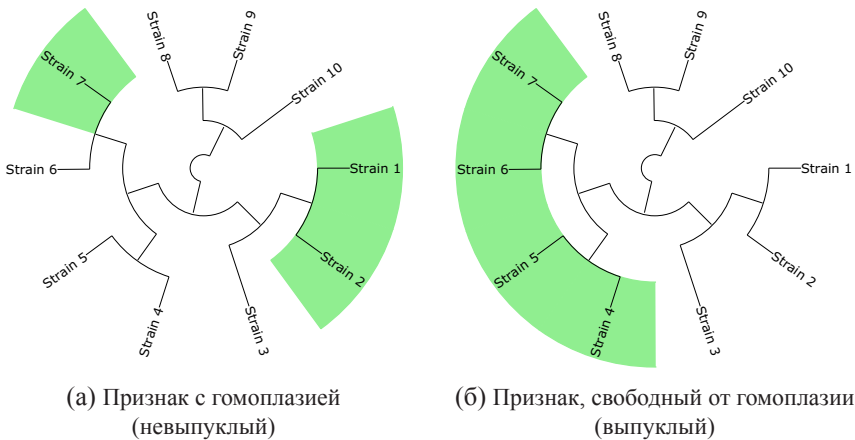 Strain 9
Strain 8
Strain 7
Strain 10
Strain 6
Strain 1
Strain 5
Strain 2
Strain 4
Strain 3
Strain 9
Strain 8
Strain 7
Strain 10
Strain 6
Strain 1
Strain 5
Strain 2
Strain 4
Strain 3
(а) Признак с гомоплазией
(невыпуклый)
(б) Признак, свободный от гомоплазии
(выпуклый)